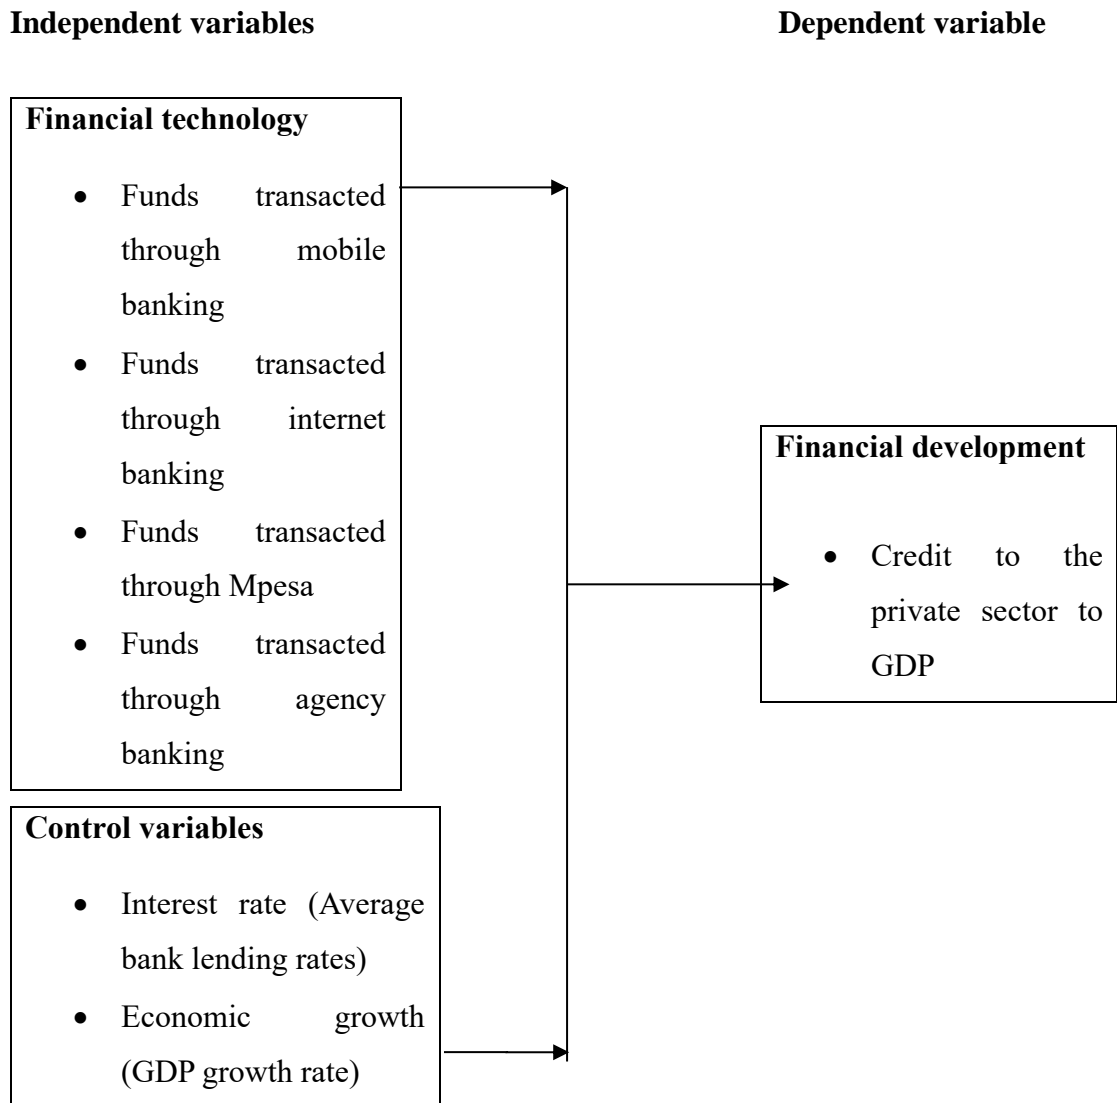 Independent variables
Dependent variable
Financial technology
• Funds transacted
through mobile
banking
• Funds transacted
through internet
banking
• Funds transacted
through Mpesa
• Funds transacted
through agency
banking
Control variables
• Interest rate (Average
bank lending rates)
• Economic growth
(GDP growth rate)
Financial development
• Credit to the
private sector to
GDP